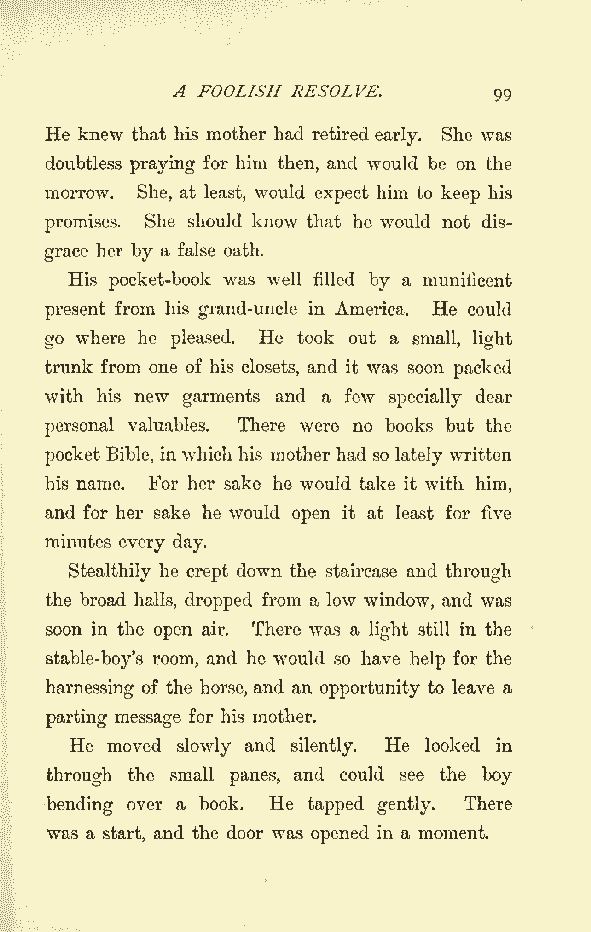 A FOOLISH RESOLVE. 99
He knew that his mother had retired early. She was
doubtless praying for him then, and would be on the
morrow. She, at least, would expect him to keep his
promises. She should know that he would not dis-
grace her by a false oath.
His pocket-book was well filled by a munificent
present from his grand-uncle in America. He could
go where he pleased. He took out a small, light
trunk from one of his closets, and it was soon packed
with his new garments and a few specially dear
personal valuables. There were no books but the
pocket Bible, in which his mother had so lately written
his name. For her sake he would take it with him,
and for her sake he would open it at least for five
minutes every day.
Stealthily he crept down the staircase and through
the broad halls, dropped from a low window, and was
soon in the open air. There was a light still in the
stable-boy's room, and he would so have help for the
harnessing of the horse, and an opportunity to leave a
parting message for his mother.
He moved slowly and silently. He looked in
through the small panes, and could see the boy
bending over a book. He tapped gently. There
was a start, and the door was opened in a moment.